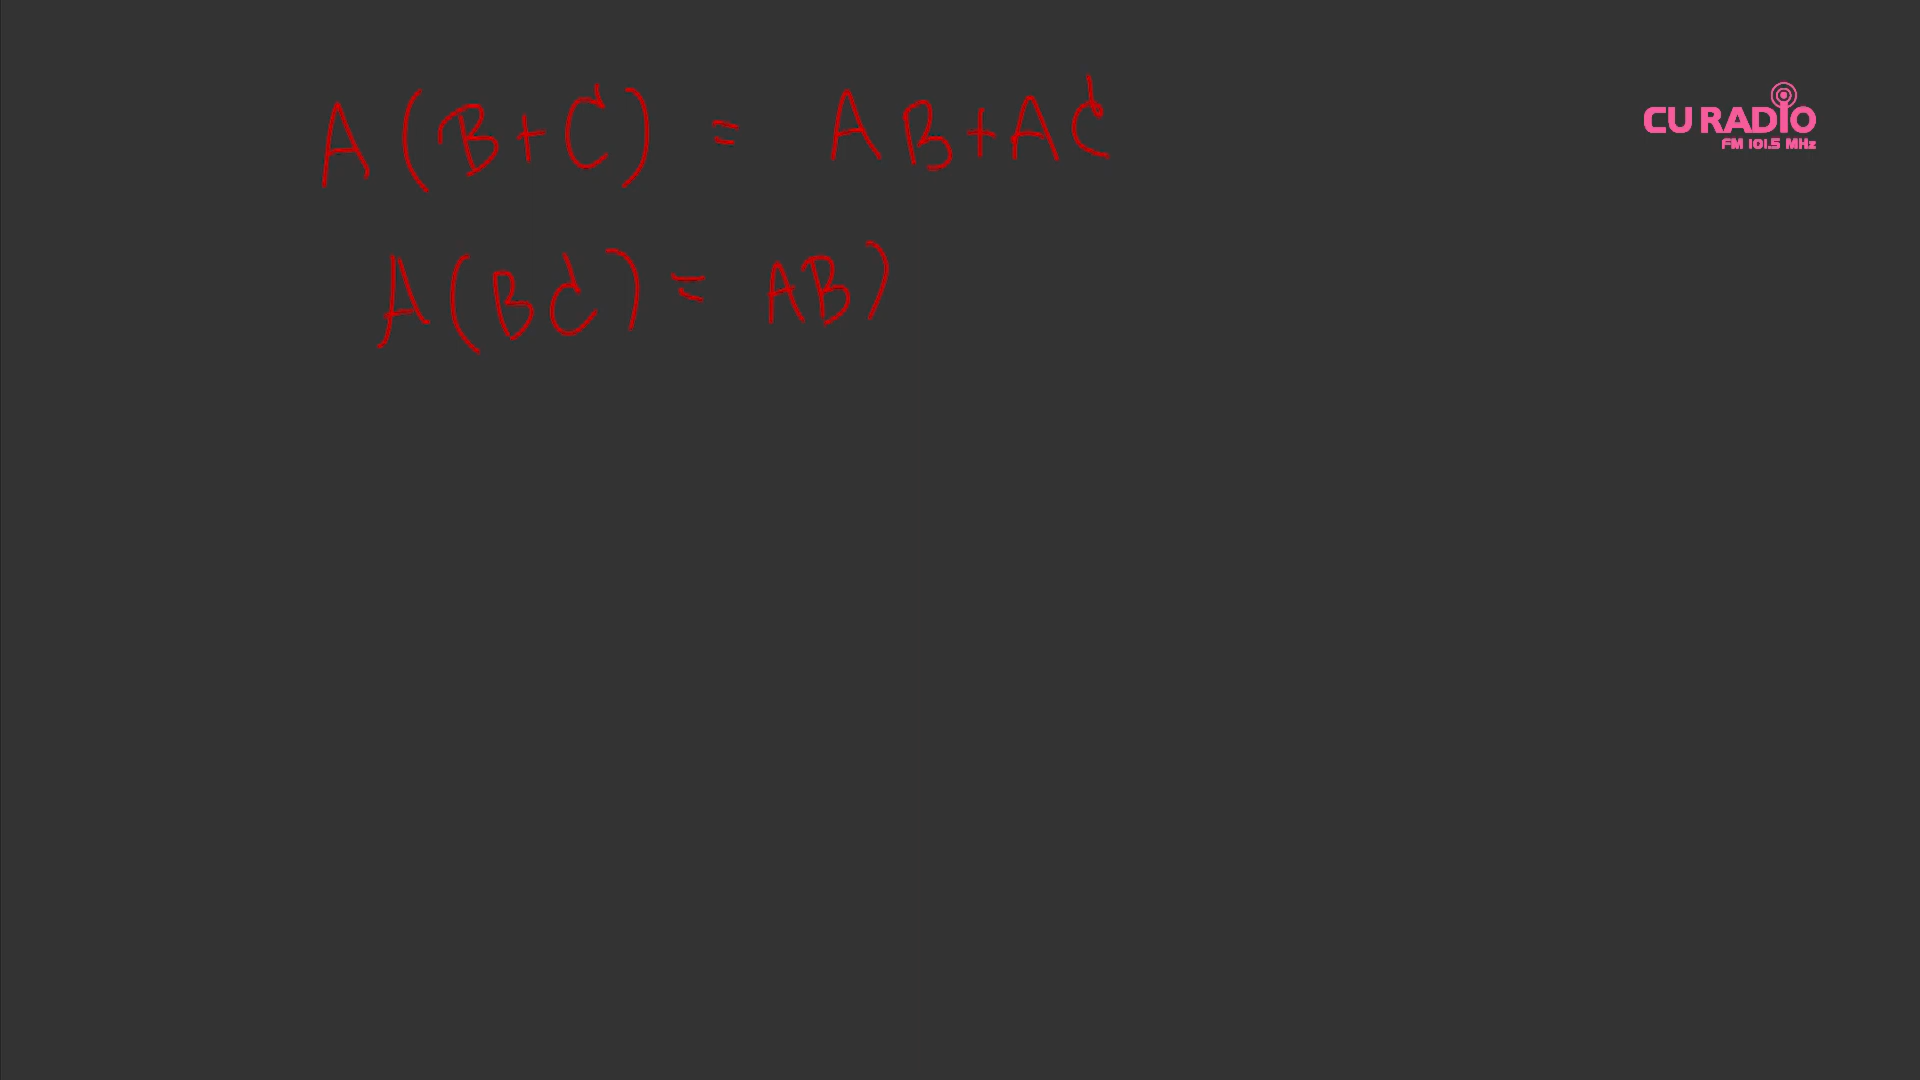 A(B+C) = AB+AC
CU RADIO
FM 101.5 MHz
A(BC) = AB)